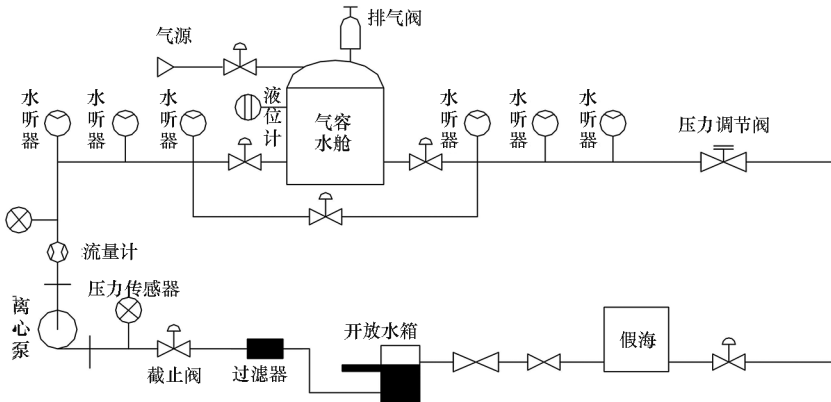 排气阀
气源
水听器
水听器
水听器
液位计
气容
水舱
水听器
水听器
水听器
压力调节阀
流量计
压力传感器
离心泵
截止阀
过滤器
开放水箱
假海